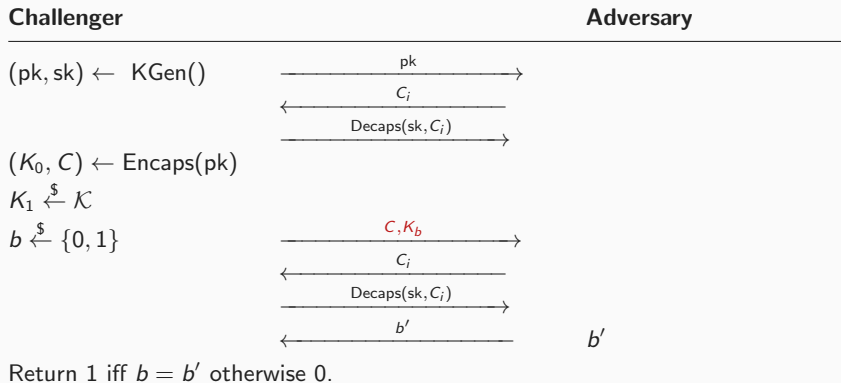 Challenger Adversary
(pk, sk) ← KGen() pk
C_i
Decaps(sk, C_i)
(K_0, C) ← Encaps(pk)
K_1 ←$ 𝒦
b ←$ {0, 1} C, K_b
C_i
Decaps(sk, C_i)
b′ b′
Return 1 iff b = b′ otherwise 0.